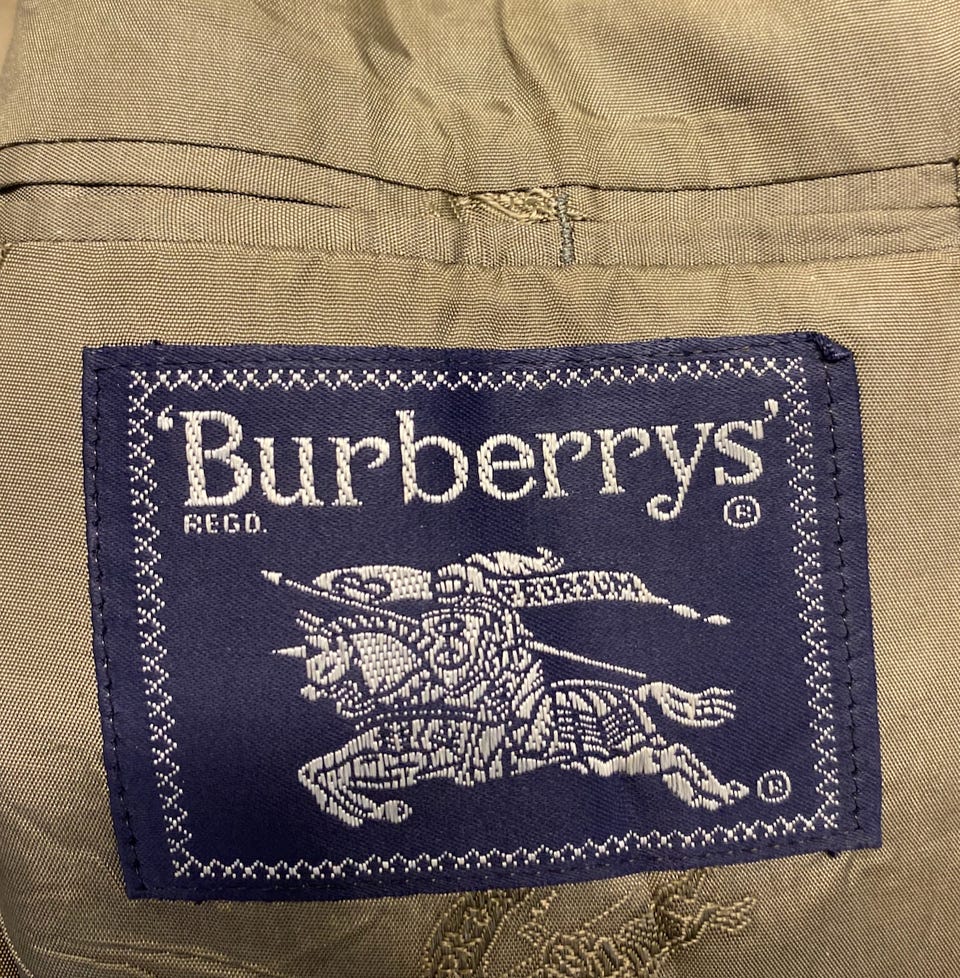 'Burberrys'
REGD. ®
PRORSUM
®